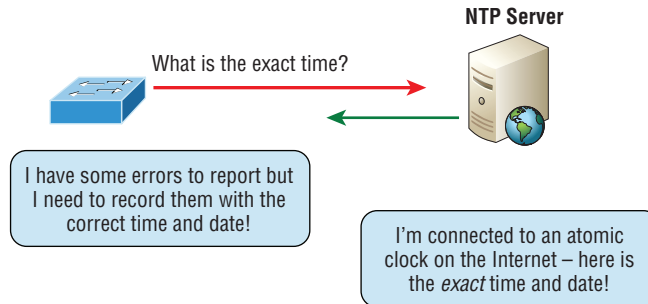 NTP Server
What is the exact time?
I have some errors to report but
I need to record them with the
correct time and date!
I'm connected to an atomic
clock on the Internet – here is
the exact time and date!